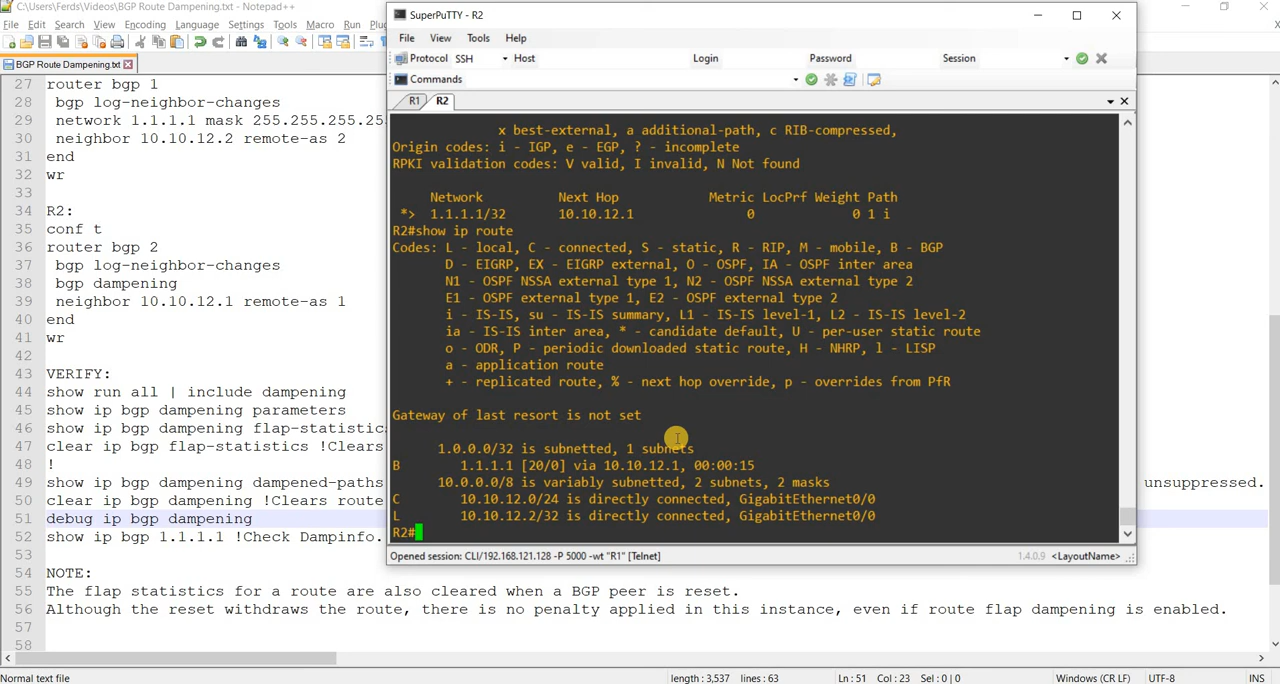 C:\Users\Ferds\Videos\BGP Route Dampening.txt - Notepad++
File Edit Search View Encoding Language Settings Tools Macro Run
BGP Route Dampening.txt
27 router bgp 1
28 bgp log-neighbor-changes
29 network 1.1.1.1 mask 255.255.255.25
30 neighbor 10.10.12.2 remote-as 2
31 end
32 wr
33
34 R2:
35 conf t
36 router bgp 2
37 bgp log-neighbor-changes
38 bgp dampening
39 neighbor 10.10.12.1 remote-as 1
40 end
41 wr
42
43 VERIFY:
44 show run all | include dampening
45 show ip bgp dampening parameters
46 show ip bgp dampening flap-statistic
47 clear ip bgp flap-statistics !Clears
48 !
49 show ip bgp dampening dampened-paths unsuppressed.
50 clear ip bgp dampening !Clears route
51 debug ip bgp dampening
52 show ip bgp 1.1.1.1 !Check Dampinfo.
53
54 NOTE:
55 The flap statistics for a route are also cleared when a BGP peer is reset.
56 Although the reset withdraws the route, there is no penalty applied in this instance, even if route flap dampening is enabled.
57
58
Normal text file length : 3,537 lines : 63 Ln : 51 Col : 23 Sel : 0 | 0 Windows (CR LF) UTF-8 INS
SuperPuTTY - R2
File View Tools Help
Protocol SSH Host Login Password Session
Commands
R1 R2
x best-external, a additional-path, c RIB-compressed,
Origin codes: i - IGP, e - EGP, ? - incomplete
RPKI validation codes: V valid, I invalid, N Not found
Network Next Hop Metric LocPrf Weight Path
*> 1.1.1.1/32 10.10.12.1 0 0 1 i
R2#show ip route
Codes: L - local, C - connected, S - static, R - RIP, M - mobile, B - BGP
D - EIGRP, EX - EIGRP external, O - OSPF, IA - OSPF inter area
N1 - OSPF NSSA external type 1, N2 - OSPF NSSA external type 2
E1 - OSPF external type 1, E2 - OSPF external type 2
i - IS-IS, su - IS-IS summary, L1 - IS-IS level-1, L2 - IS-IS level-2
ia - IS-IS inter area, * - candidate default, U - per-user static route
o - ODR, P - periodic downloaded static route, H - NHRP, l - LISP
a - application route
+ - replicated route, % - next hop override, p - overrides from PfR
Gateway of last resort is not set
1.0.0.0/32 is subnetted, 1 subnets
B 1.1.1.1 [20/0] via 10.10.12.1, 00:00:15
10.0.0.0/8 is variably subnetted, 2 subnets, 2 masks
C 10.10.12.0/24 is directly connected, GigabitEthernet0/0
L 10.10.12.2/32 is directly connected, GigabitEthernet0/0
R2#
Opened session: CLI/192.168.121.128 -P 5000 -wt "R1" [Telnet] 1.4.0.9 <LayoutName>